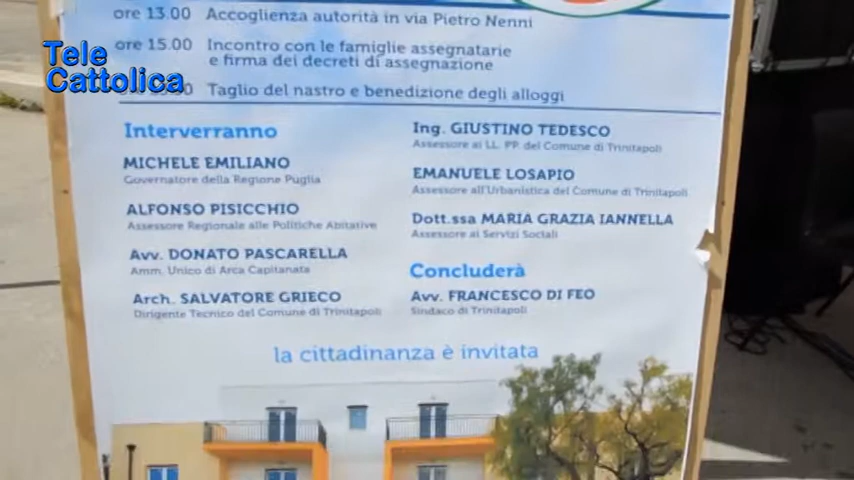 ore 13.00 Accoglienza autorità in via Pietro Nenni
ore 15.00 Incontro con le famiglie assegnatarie
e firma dei decreti di assegnazione
Tele
Cattolica
Taglio del nastro e benedizione degli alloggi
Interverranno
MICHELE EMILIANO
Governatore della Regione Puglia
ALFONSO PISICCHIO
Assessore Regionale alle Politiche Abitative
Avv. DONATO PASCARELLA
Amm. Unico di Arca Capitanata
Arch. SALVATORE GRIECO
Dirigente Tecnico del Comune di Trinitapoli
Ing. GIUSTINO TEDESCO
Assessore ai LL. PP. del Comune di Trinitapoli
EMANUELE LOSAPIO
Assessore all'Urbanistica del Comune di Trinitapoli
Dott.ssa MARIA GRAZIA IANNELLA
Assessore ai Servizi Sociali
Concluderà
Avv. FRANCESCO DI FEO
Sindaco di Trinitapoli
la cittadinanza è invitata